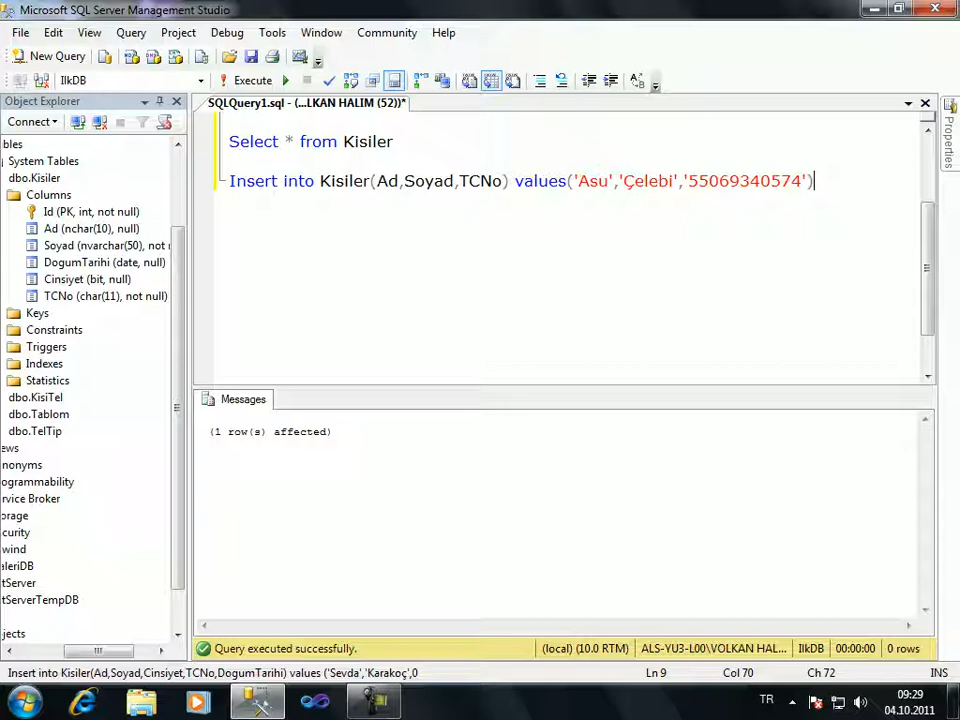 Microsoft SQL Server Management Studio
File Edit View Query Project Debug Tools Window Community Help
New Query
IlkDB Execute
Object Explorer
SQLQuery1.sql - (...LKAN HALIM (52))*
Connect
Properties
bles
System Tables
dbo.Kisiler
Columns
Id (PK, int, not null)
Ad (nchar(10), null)
Soyad (nvarchar(50), not r
DogumTarihi (date, null)
Cinsiyet (bit, null)
TCNo (char(11), not null)
Keys
Constraints
Triggers
Indexes
Statistics
dbo.KisiTel
dbo.Tablom
dbo.TelTip
ews
nonyms
ogrammability
rvice Broker
orage
curity
wind
aleriDB
tServer
tServerTempDB
jects
Select * from Kisiler
Insert into Kisiler(Ad,Soyad,TCNo) values('Asu','Çelebi','55069340574')
Messages
(1 row(s) affected)
Query executed successfully. (local) (10.0 RTM) ALS-YU3-L00\VOLKAN HAL... IlkDB 00:00:00 0 rows
Insert into Kisiler(Ad,Soyad,Cinsiyet,TCNo,DogumTarihi) values ('Sevda','Karakoç',0 Ln 9 Col 70 Ch 72 INS
TR 09:29
04.10.2011